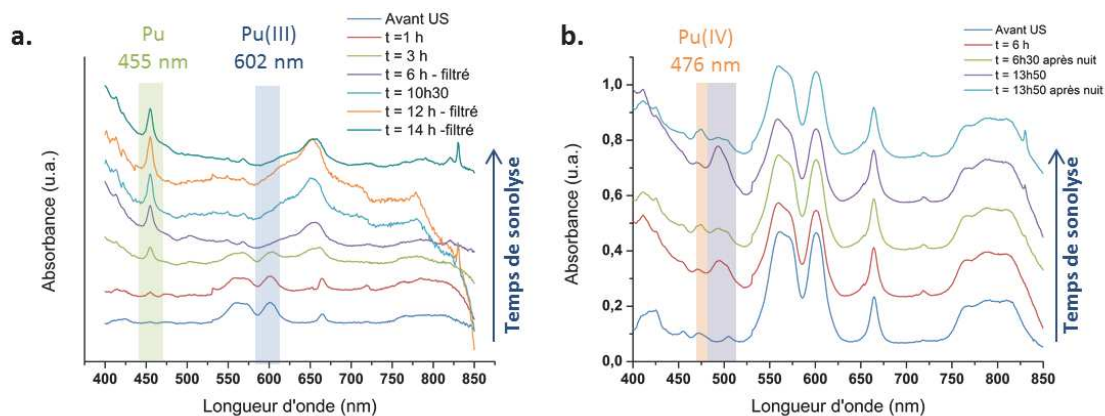 a.
Pu
455 nm
Pu(III)
602 nm
Avant US
t =1 h
t = 3 h
t = 6 h - filtré
t = 10h30
t = 12 h - filtré
t = 14 h -filtré
Absorbance (u.a.)
400 450 500 550 600 650 700 750 800 850
Longueur d'onde (nm)
Temps de sonolyse
b.
Pu(IV)
476 nm
Avant US
t = 6 h
t = 6h30 après nuit
t = 13h50
t = 13h50 après nuit
Absorbance (u.a.)
1,0
0,8
0,6
0,4
0,2
0,0
400 450 500 550 600 650 700 750 800 850
Longueur d'onde (nm)
Temps de sonolyse